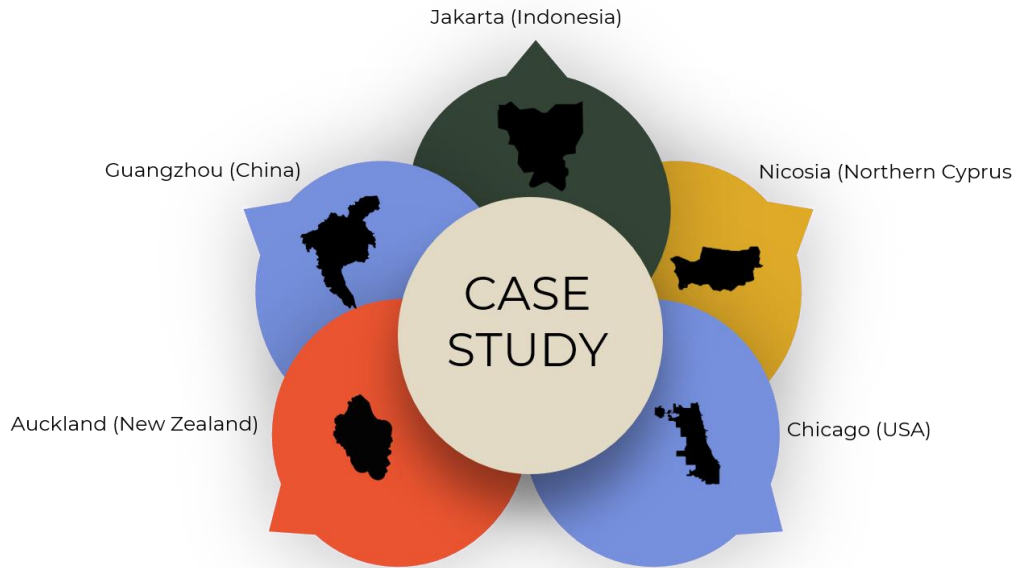 Jakarta (Indonesia)
Guangzhou (China)
Nicosia (Northern Cyprus
CASE
STUDY
Auckland (New Zealand)
Chicago (USA)